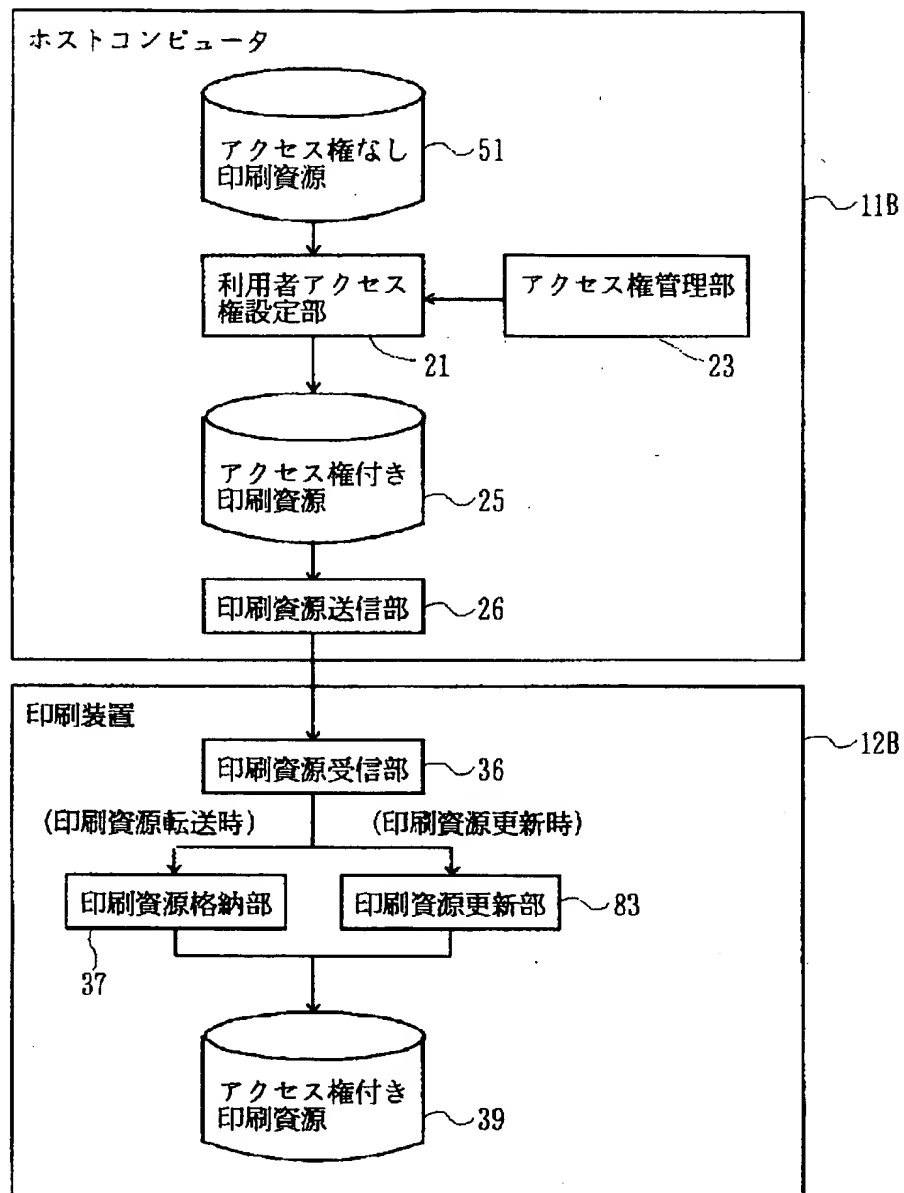 ホストコンピュータ
アクセス権なし
印刷資源
51
11B
利用者アクセス
権設定部
アクセス権管理部
21
23
アクセス権付き
印刷資源
25
印刷資源送信部
26
印刷装置
12B
印刷資源受信部
36
(印刷資源転送時)
(印刷資源更新時)
印刷資源格納部
印刷資源更新部
83
37
アクセス権付き
印刷資源
39